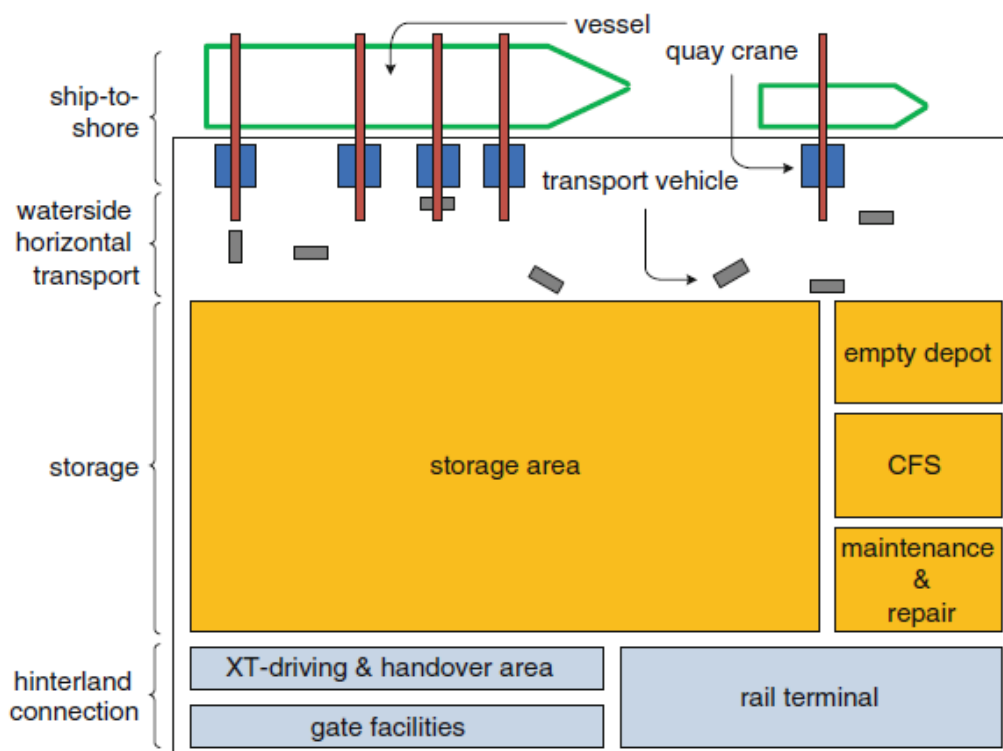 vessel
quay crane
ship-to-
shore
transport vehicle
waterside
horizontal
transport
empty depot
storage
storage area
CFS
maintenance
&
repair
hinterland
connection
XT-driving & handover area
rail terminal
gate facilities